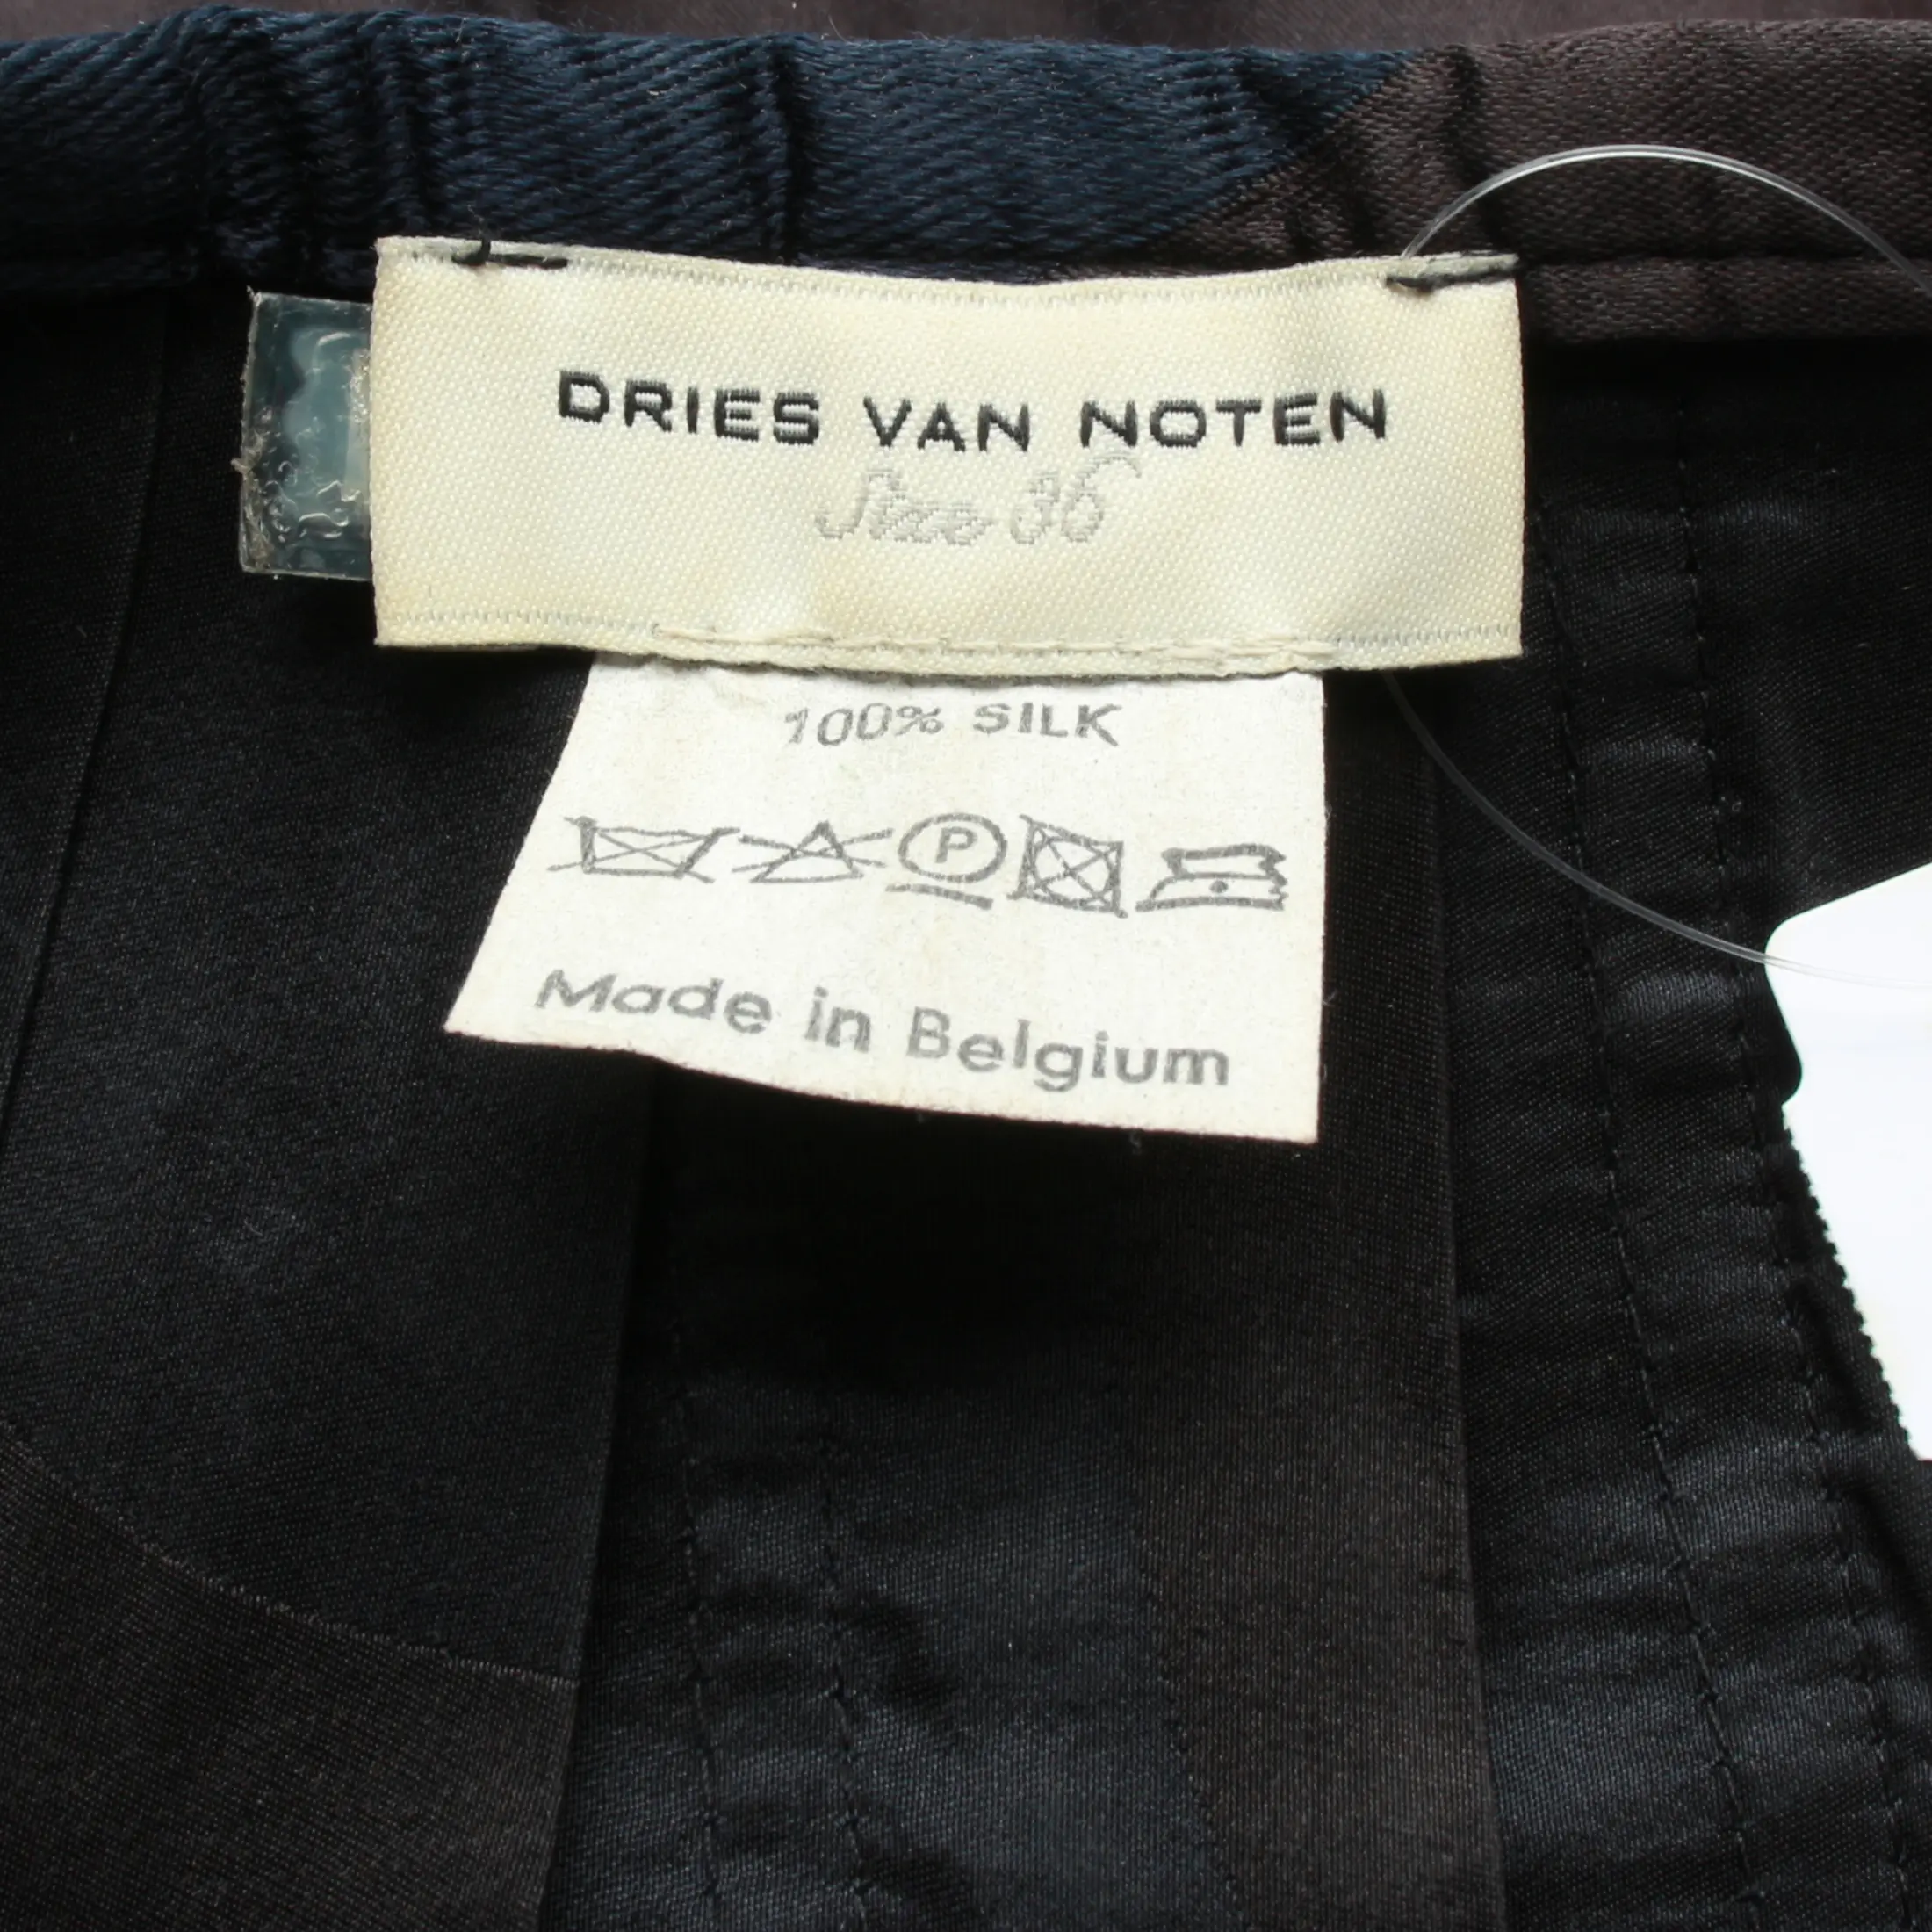 DRIES VAN NOTEN
Size 36
100% SILK
P
Made in Belgium